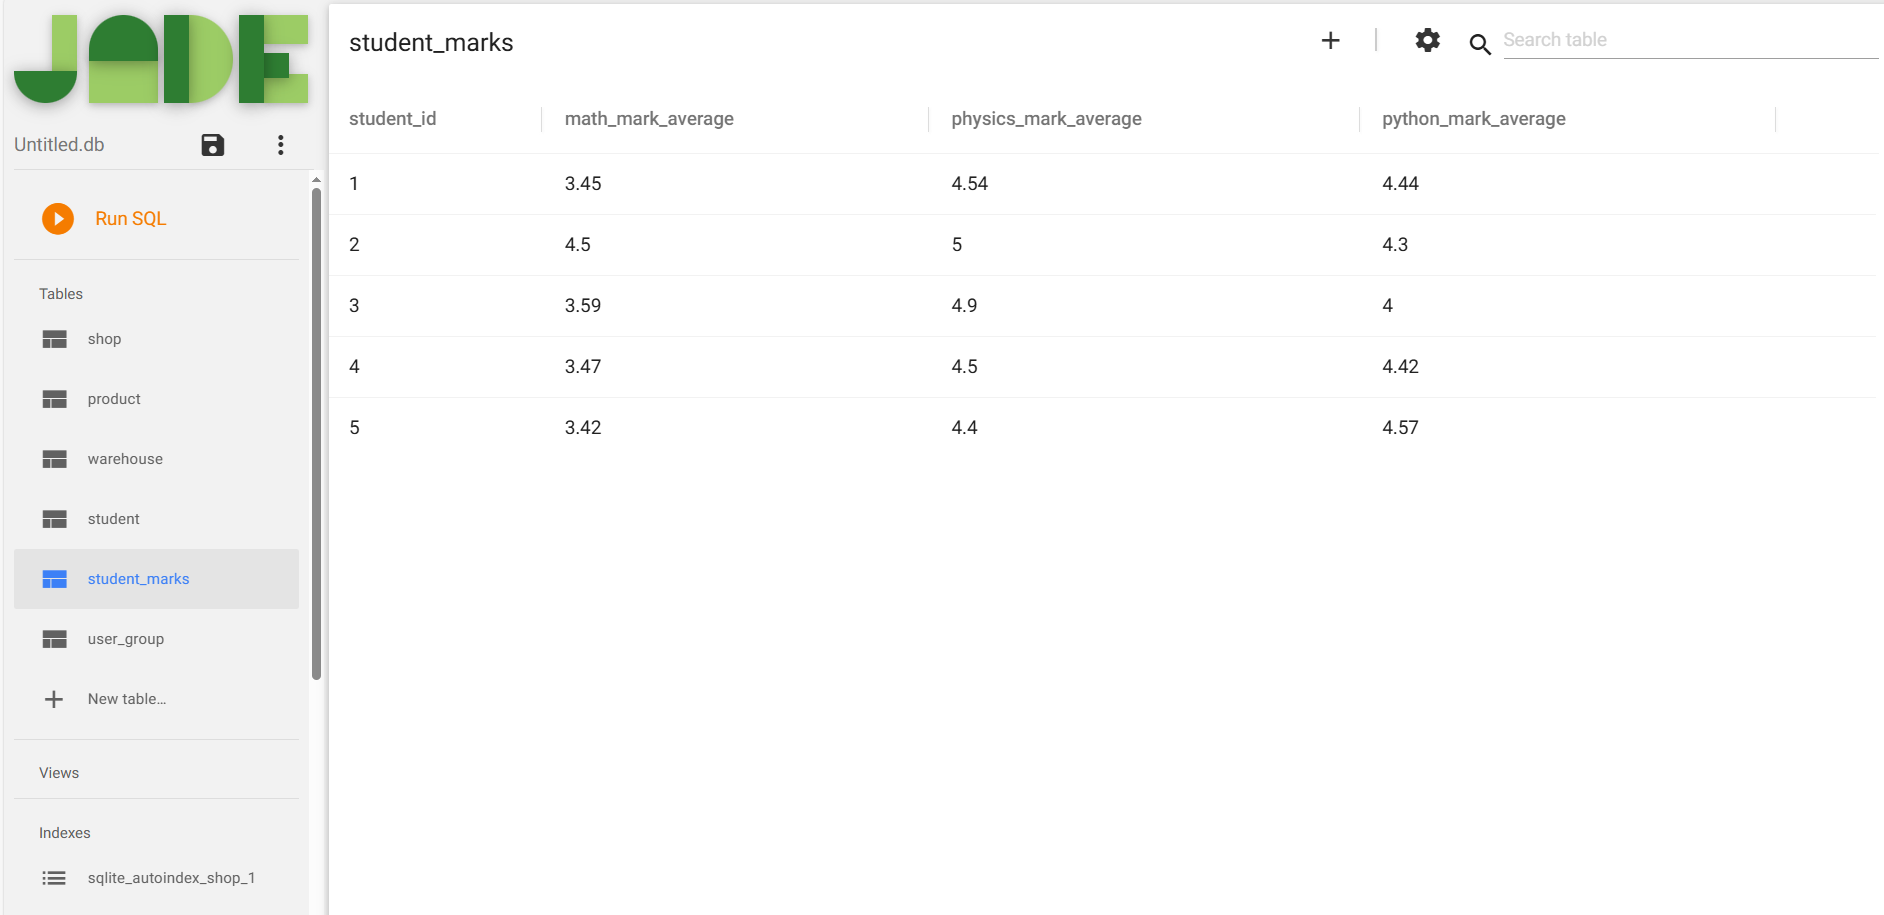 JADE
Untitled.db
Run SQL
Tables
shop
product
warehouse
student
student_marks
user_group
New table...
Views
Indexes
sqlite_autoindex_shop_1
student_marks
Search table
student_id math_mark_average physics_mark_average python_mark_average
1 3.45 4.54 4.44
2 4.5 5 4.3
3 3.59 4.9 4
4 3.47 4.5 4.42
5 3.42 4.4 4.57